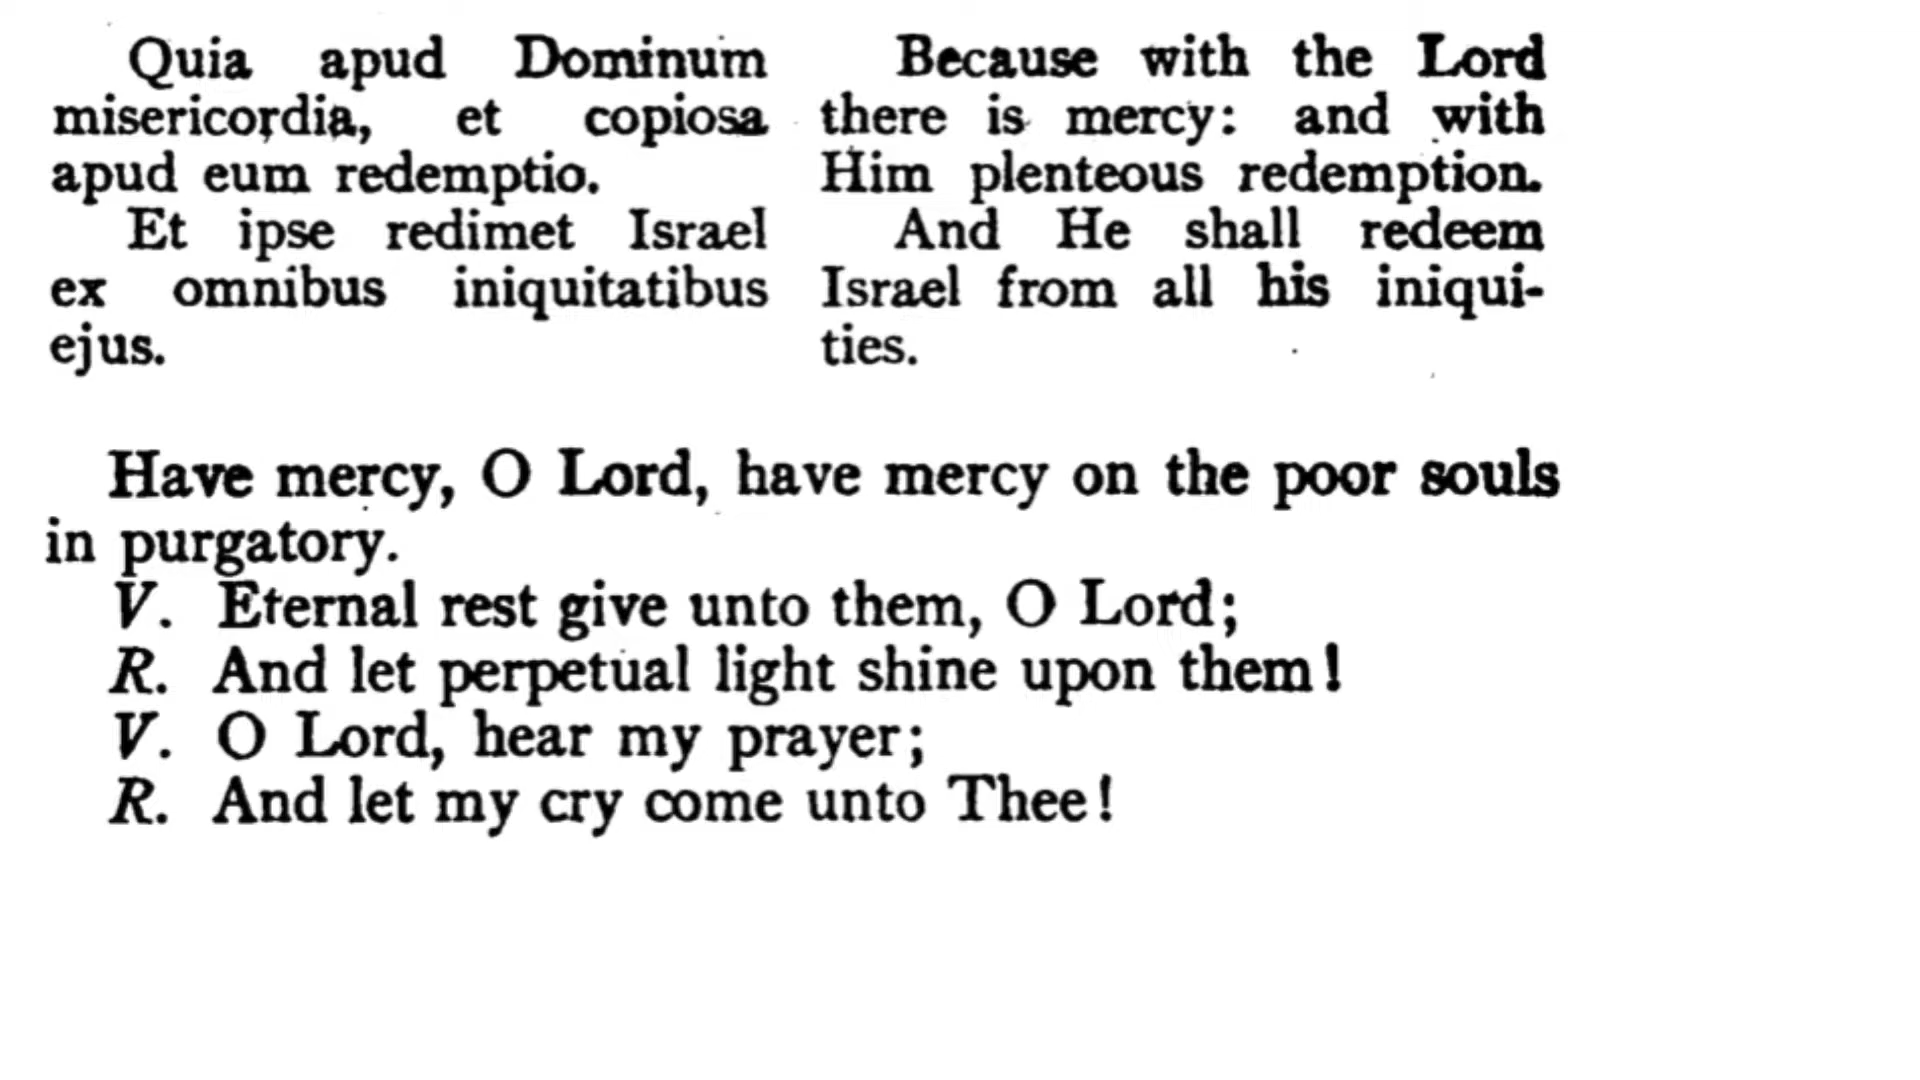 Quia apud Dominum
misericordia, et copiosa
apud eum redemptio.
Et ipse redimet Israel
ex omnibus iniquitatibus
ejus.
Because with the Lord
there is mercy: and with
Him plenteous redemption.
And He shall redeem
Israel from all his iniqui-
ties.
Have mercy, O Lord, have mercy on the poor souls
in purgatory.
V. Eternal rest give unto them, O Lord;
R. And let perpetual light shine upon them!
V. O Lord, hear my prayer;
R. And let my cry come unto Thee!